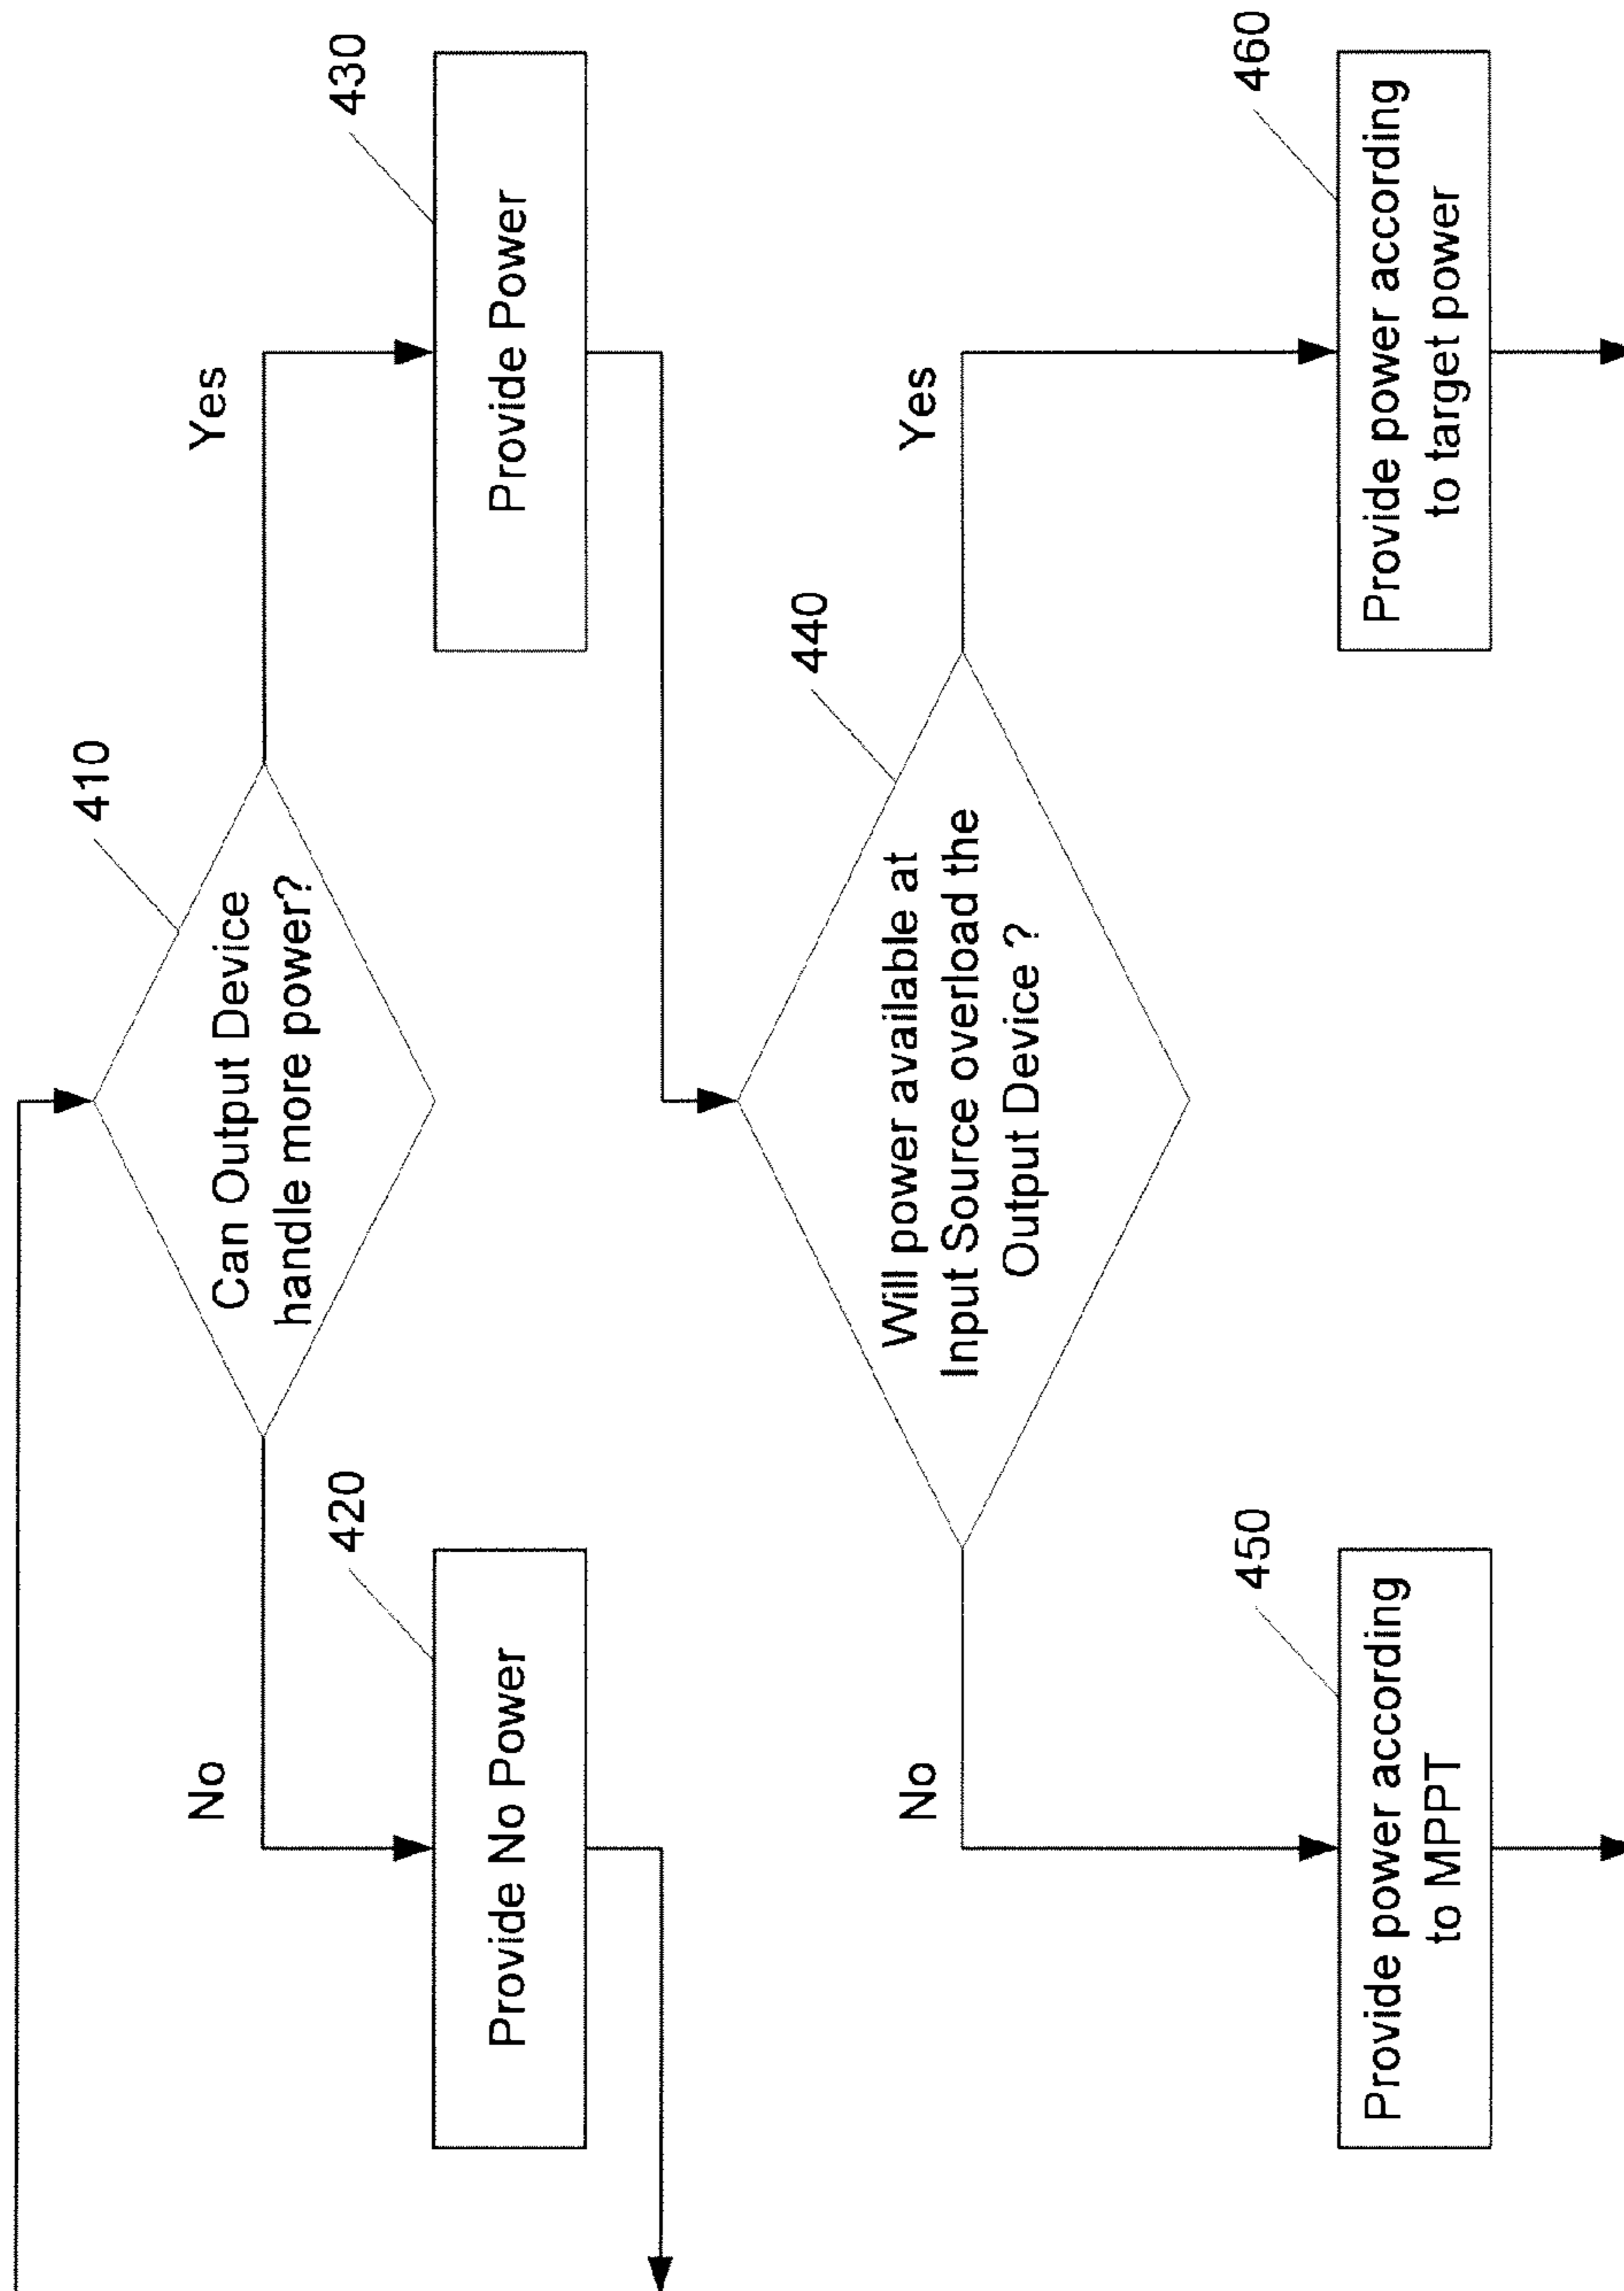 410
Can Output Device
handle more power?
No
Yes
420
Provide No Power
430
Provide Power
440
Will power available at
Input Source overload the
Output Device ?
No
Yes
450
Provide power according
to MPPT
460
Provide power according
to target power